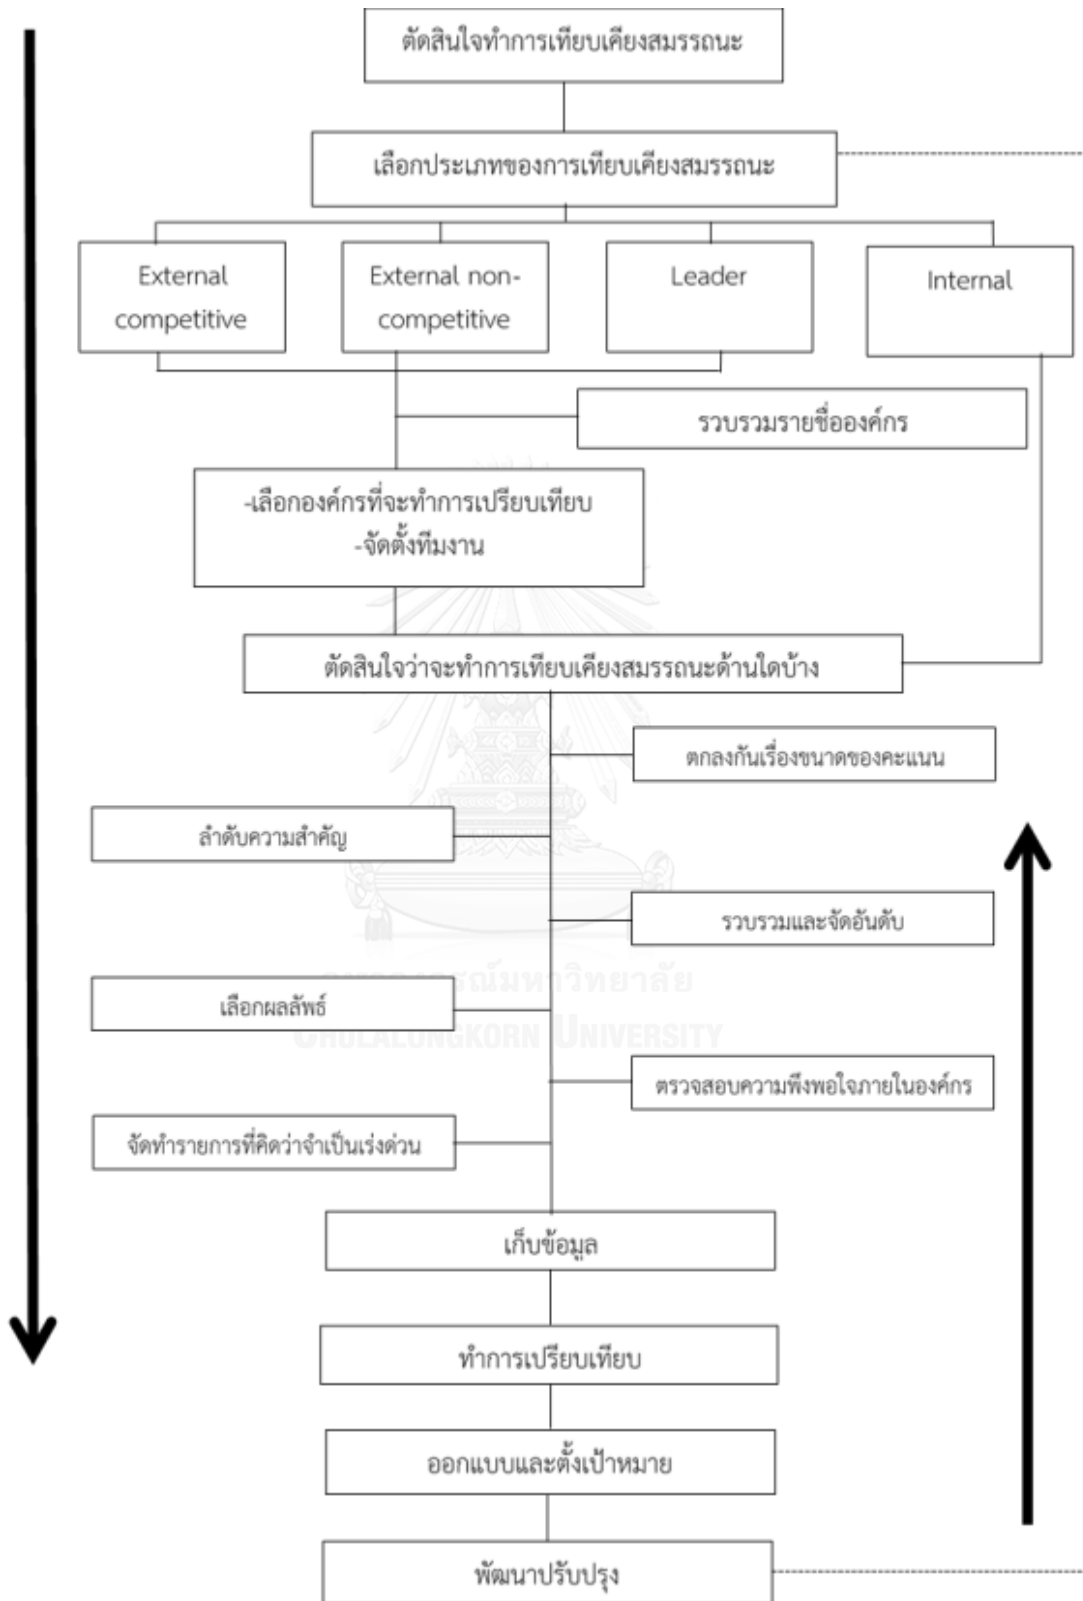 ตัดสินใจทำการเทียบเคียงสมรรถนะ
เลือกประเภทของการเทียบเคียงสมรรถนะ
External
competitive
External non-
competitive
Leader
Internal
รวบรวมรายชื่อองค์กร
-เลือกองค์กรที่จะทำการเปรียบเทียบ
-จัดตั้งทีมงาน
ตัดสินใจว่าจะทำการเทียบเคียงสมรรถนะด้านใดบ้าง
ตกลงกันเรื่องขนาดของคะแนน
ลำดับความสำคัญ
รวบรวมและจัดอันดับ
เลือกผลลัพธ์
มหาวิทยาลัย
CHULALONGKORN UNIVERSITY
ตรวจสอบความพึงพอใจภายในองค์กร
จัดทำรายการที่คิดว่าจำเป็นเร่งด่วน
เก็บข้อมูล
ทำการเปรียบเทียบ
ออกแบบและตั้งเป้าหมาย
พัฒนาปรับปรุง